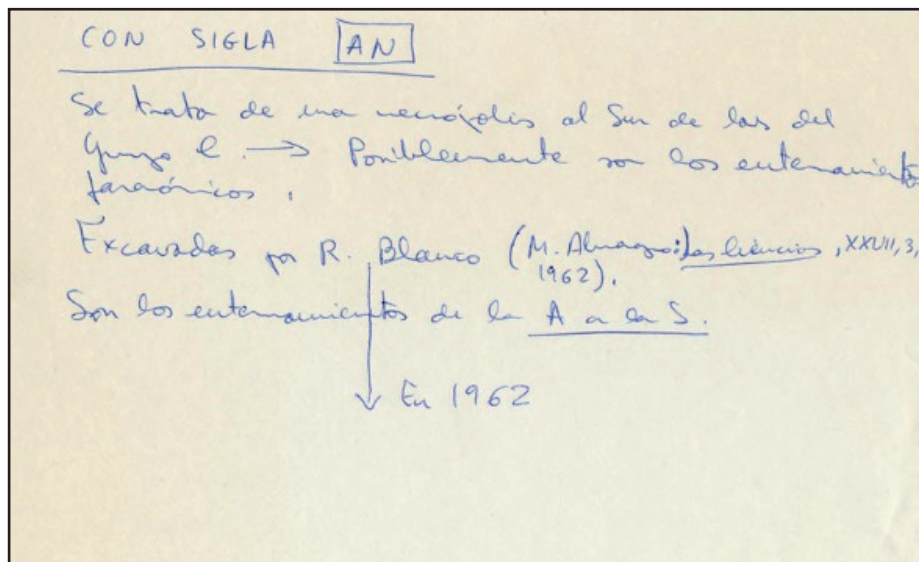 CON SIGLA AN
Se trata de una necrópolis al Sur de las del
Grupo C. → Posiblemente son los enterramientos
faraónicos.
Excavadas por R. Blanco (M. Almagro: Las Ciencias, XXVII, 3,
1962).
Son los enterramientos de la A a la S.
En 1962